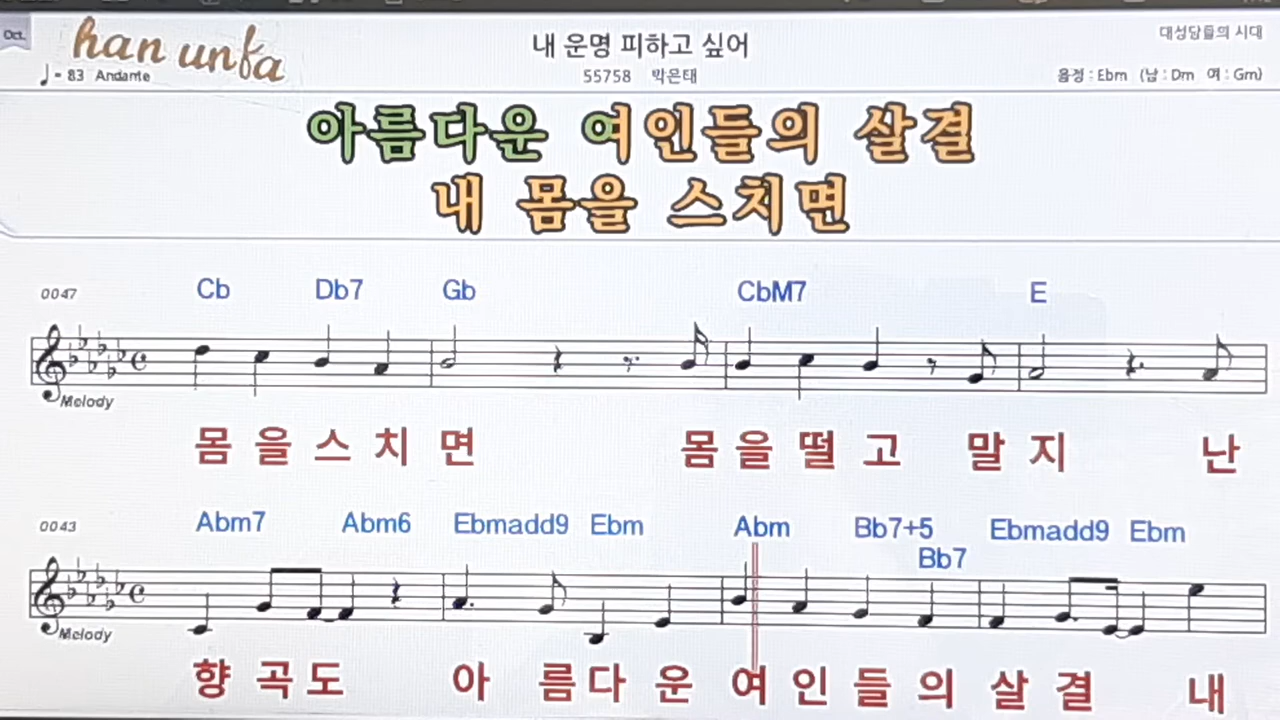 Oct.
han unfa
♩= 83 Andante
내 운명 피하고 싶어
55758 박은태
대성당들의 시대
음정 : Ebm (남 : Dm 여 : Gm)
아름다운 여인들의 살결
내 몸을 스치면
0047
Cb Db7 Gb CbM7 E
Melody
몸 을 스 치 면 몸 을 떨 고 말 지 난
0043
Abm7 Abm6 Ebmadd9 Ebm Abm Bb7+5 Ebmadd9 Ebm
Bb7
Melody
향 곡 도 아 름 다 운 여 인 들 의 살 결 내